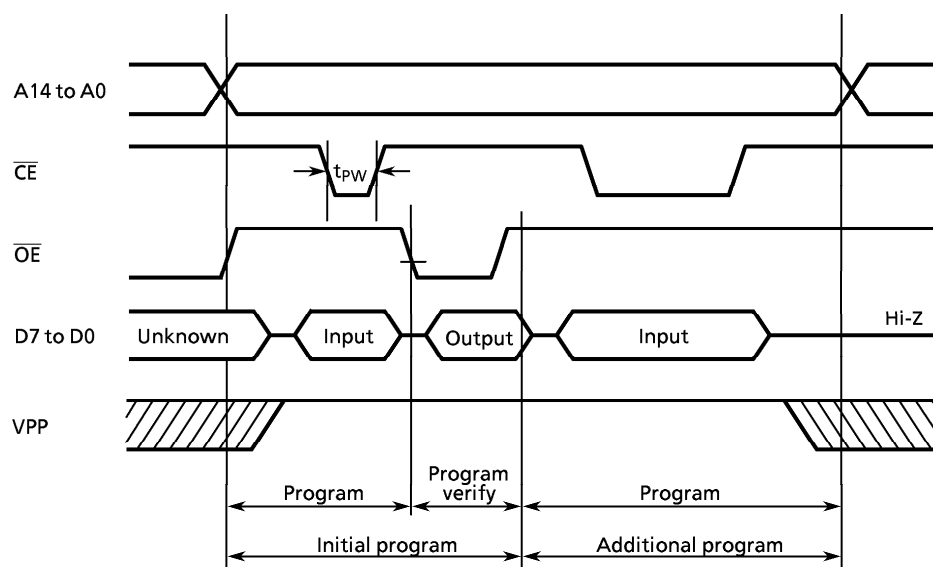 A14 to A0
CE
tPW
OE
D7 to D0
Unknown
Input
Output
Input
Hi-Z
VPP
Program
Program
verify
Program
Initial program
Additional program